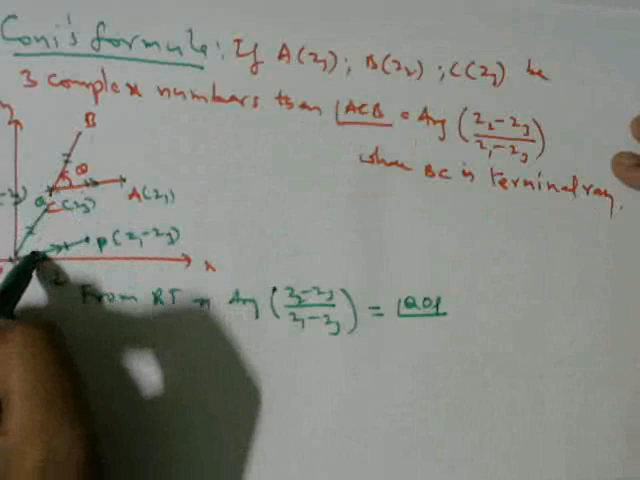 Coni's formula: If A(z₁); B(z₂); C(z₃) be
3 complex numbers then ∠ACB = Arg (z₂-z₃ / z₁-z₃)
where BC is terminal ray.
y
B
θ
A(z₁)
C(z₃)
P(z₁-z₃)
x
From RT Arg (z₂-z₃ / z₁-z₃) = ∠QOP